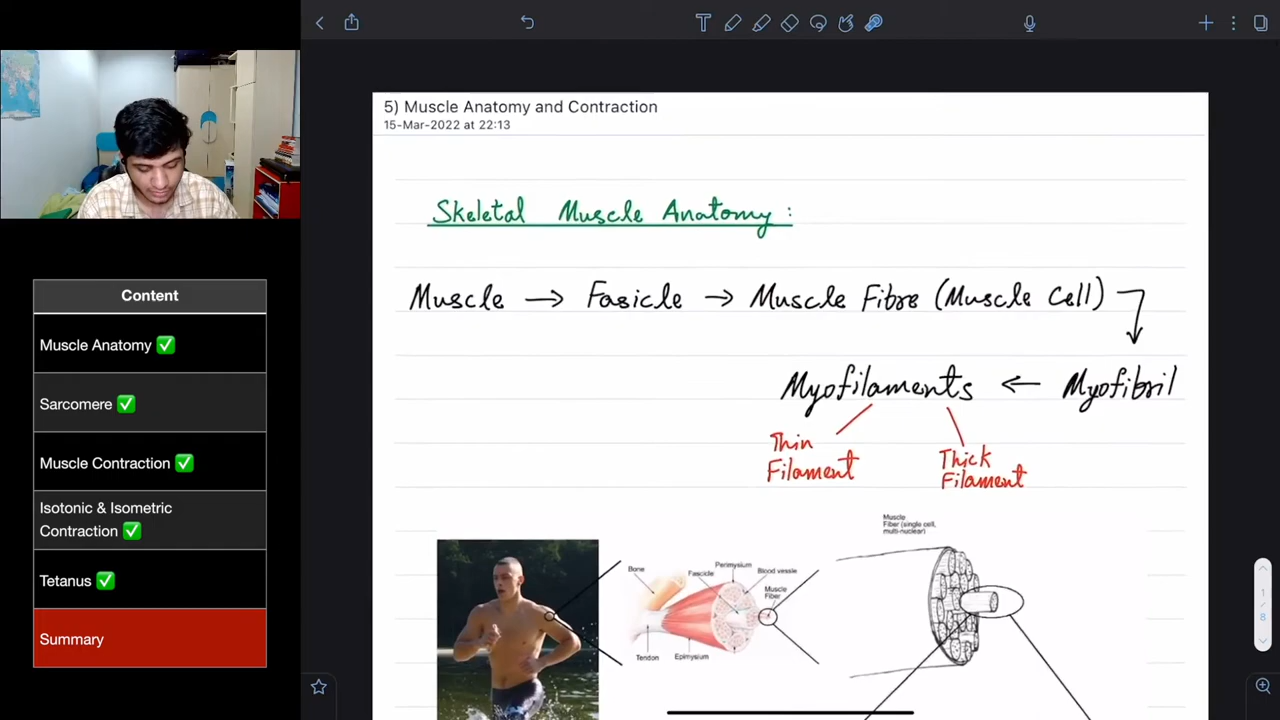 5) Muscle Anatomy and Contraction
15-Mar-2022 at 22:13
Skeletal Muscle Anatomy:
Muscle → Fasicle → Muscle Fibre (Muscle Cell)
Myofilaments ← Myofibril
Thin Filament
Thick Filament
Muscle
Fiber (single cell,
multi-nuclear)
Bone
Perimysium
Fascicle
Blood vessle
Muscle
Fiber
Tendon
Epimysium
Content
Muscle Anatomy ✅
Sarcomere ✅
Muscle Contraction ✅
Isotonic & Isometric
Contraction ✅
Tetanus ✅
Summary
1
/
8